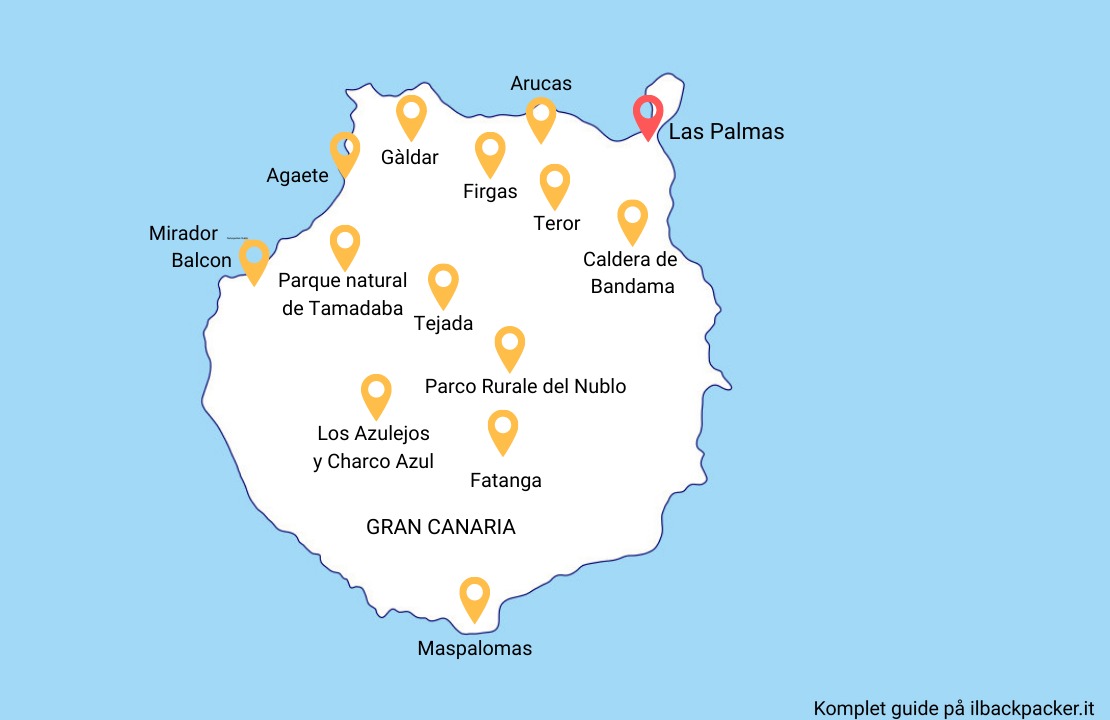 Arucas
Las Palmas
Gàldar
Agaete
Firgas
Teror
Mirador
Balcon
Caldera de
Bandama
Parque natural
de Tamadaba
Tejada
Parco Rurale del Nublo
Los Azulejos
y Charco Azul
Fatanga
GRAN CANARIA
Maspalomas
Komplet guide på ilbackpacker.it